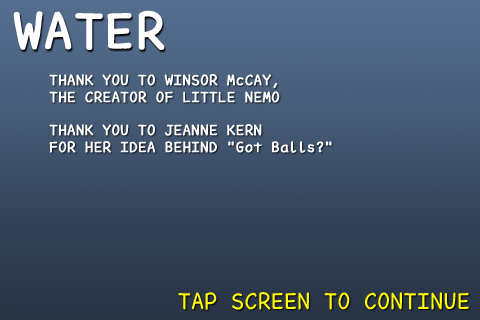 WATER
THANK YOU TO WINSOR McCAY,
THE CREATOR OF LITTLE NEMO
THANK YOU TO JEANNE KERN
FOR HER IDEA BEHIND "Got Balls?"
TAP SCREEN TO CONTINUE